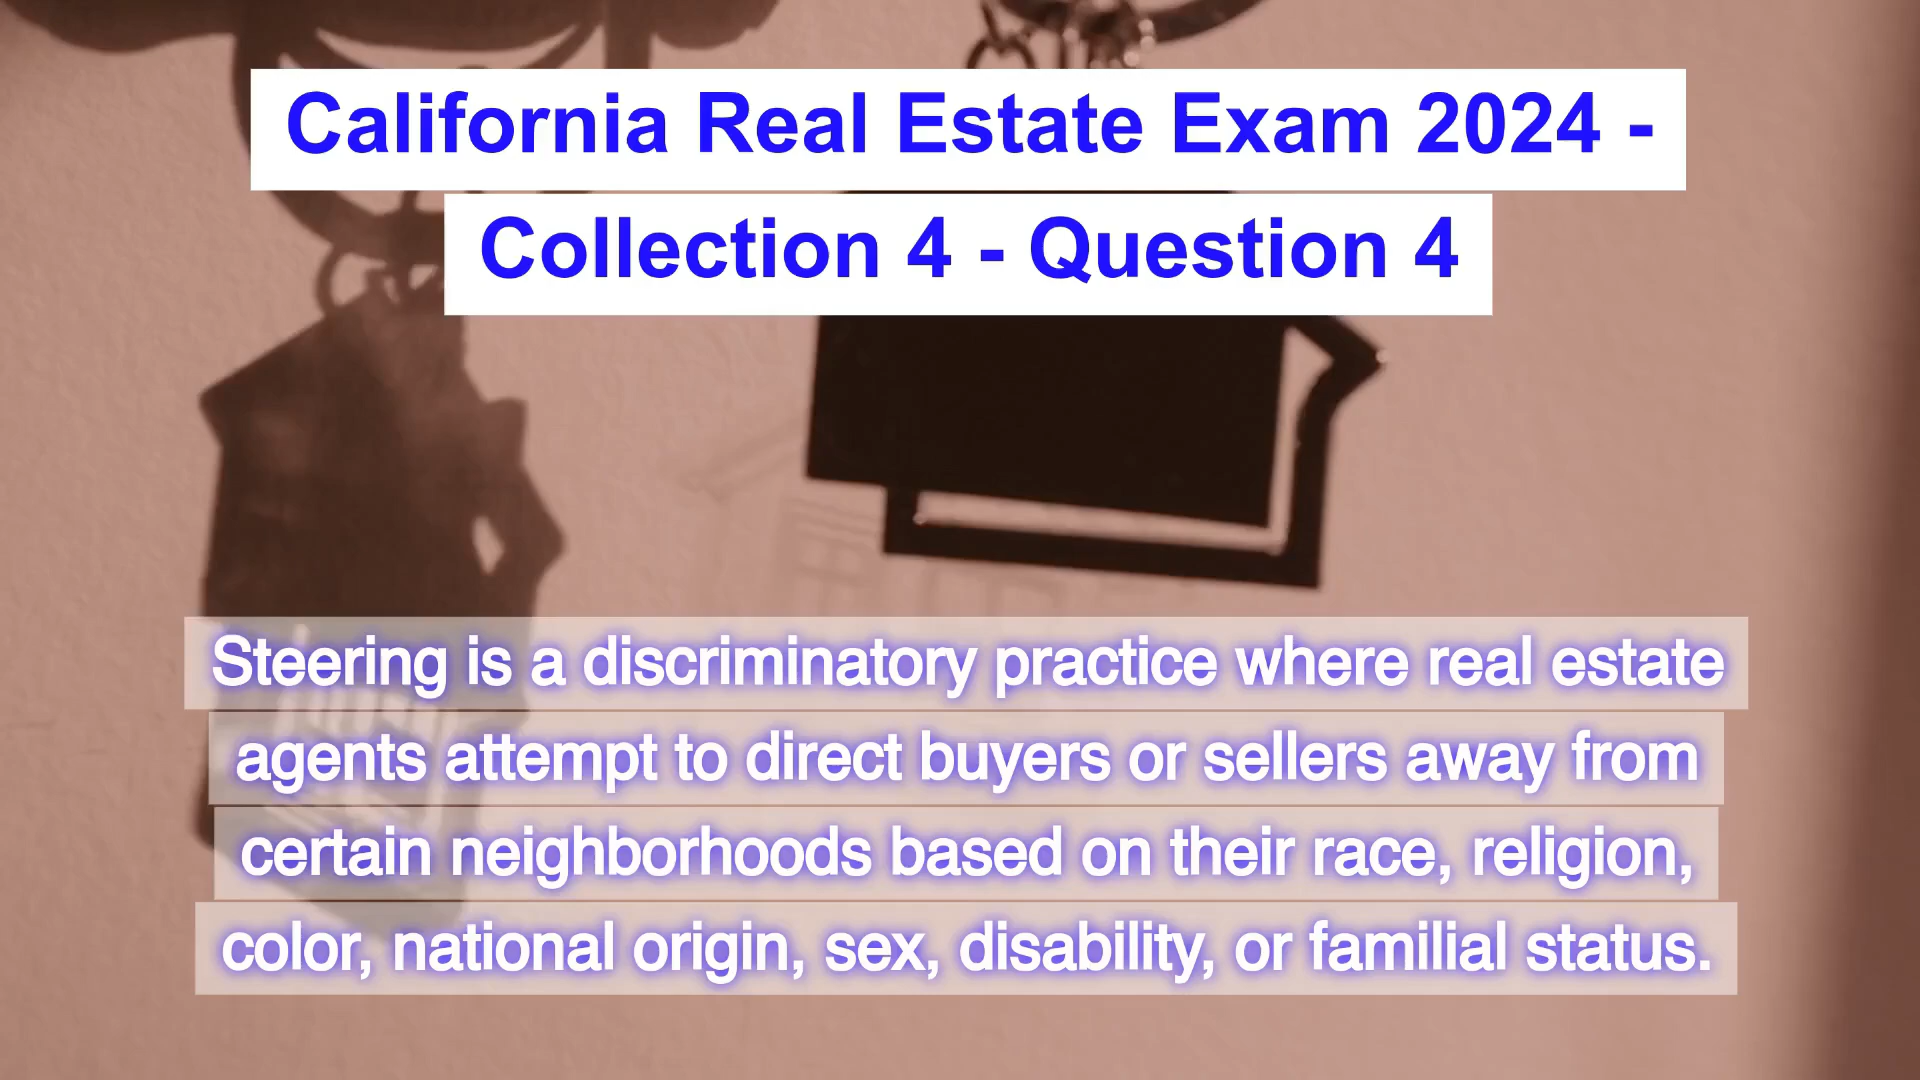 California Real Estate Exam 2024 -
Collection 4 - Question 4
Steering is a discriminatory practice where real estate
agents attempt to direct buyers or sellers away from
certain neighborhoods based on their race, religion,
color, national origin, sex, disability, or familial status.